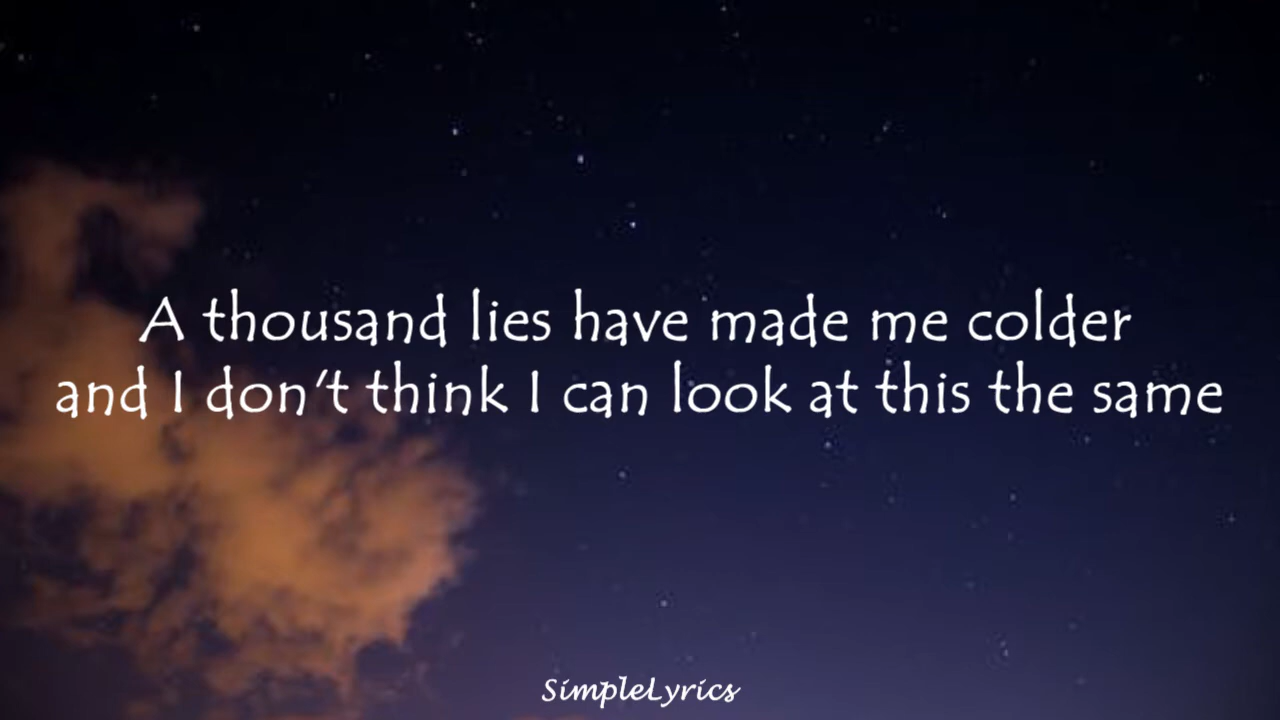 A thousand lies have made me colder
and I don't think I can look at this the same
SimpleLyrics